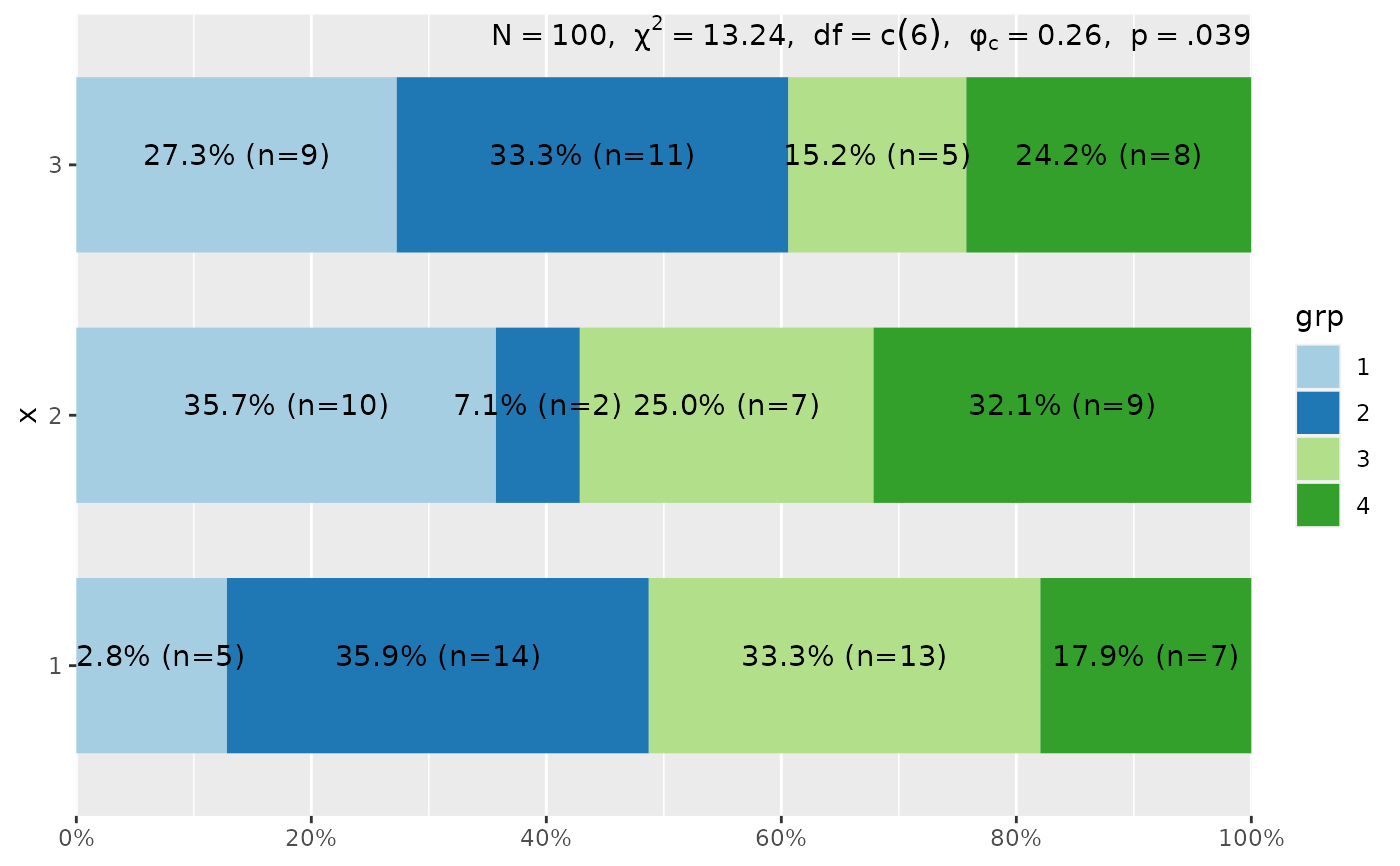 N = 100, χ² = 13.24, df = c(6), φc = 0.26, p = .039
3
27.3% (n=9) 33.3% (n=11) 15.2% (n=5) 24.2% (n=8)
grp
1
2
3
4
x
2
35.7% (n=10) 7.1% (n=2) 25.0% (n=7) 32.1% (n=9)
1
2.8% (n=5) 35.9% (n=14) 33.3% (n=13) 17.9% (n=7)
0% 20% 40% 60% 80% 100%